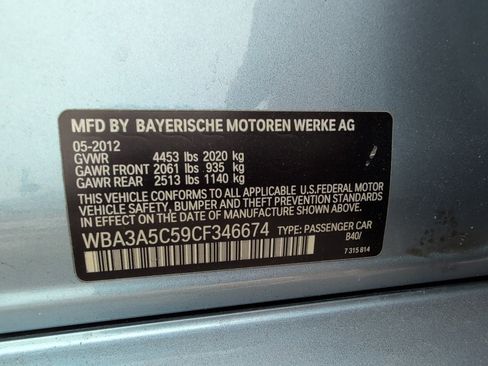 MFD BY BAYERISCHE MOTOREN WERKE AG
05-2012
GVWR 4453 lbs 2020 kg
GAWR FRONT 2061 lbs 935 kg
GAWR REAR 2513 lbs 1140 kg
THIS VEHICLE CONFORMS TO ALL APPLICABLE U.S.FEDERAL MOTOR
VEHICLE SAFETY, BUMPER AND THEFT PREVENTION STANDARDS
IN EFFECT ON THE DATE OF MANUFACTURE SHOWN ABOVE.
WBA3A5C59CF346674 TYPE: PASSENGER CAR
B40/
7 315 814